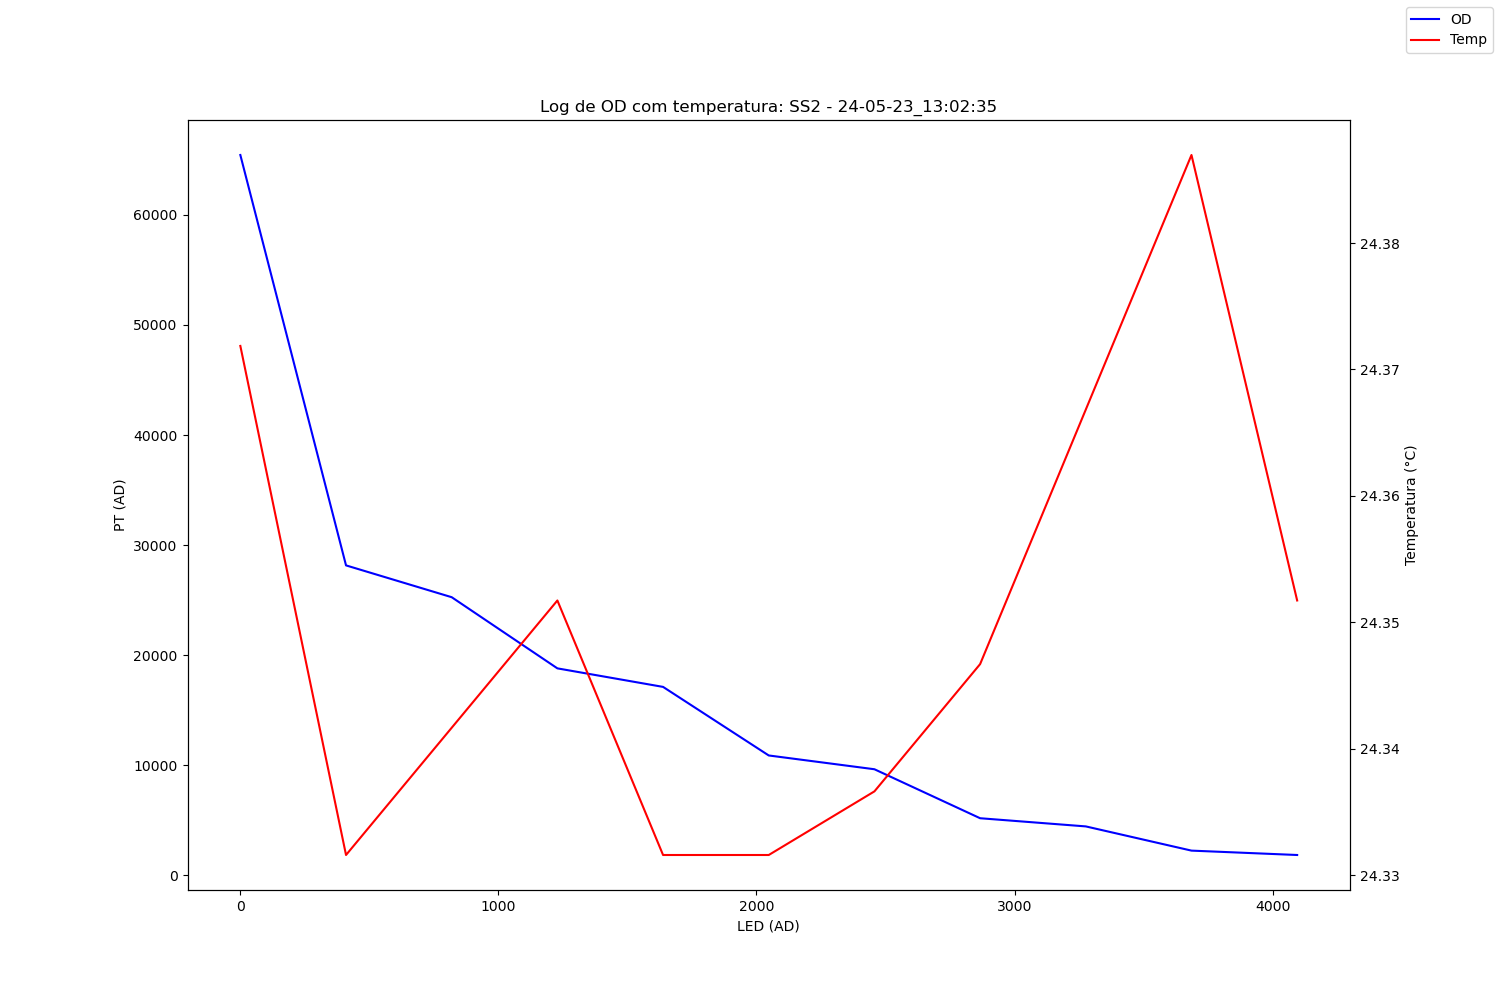 OD
Temp
Log de OD com temperatura: SS2 - 24-05-23_13:02:35
60000
50000
40000
30000
20000
10000
0
PT (AD)
24.38
24.37
24.36
24.35
24.34
24.33
Temperatura (°C)
0 1000 2000 3000 4000
LED (AD)